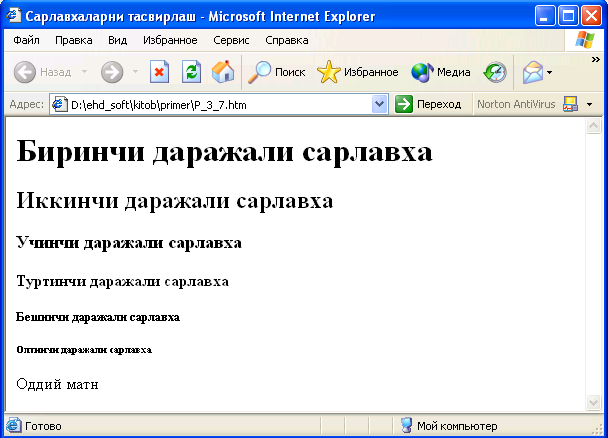 Сарлавхаларни тасвирлаш - Microsoft Internet Explorer
Файл Правка Вид Избранное Сервис Справка
Назад Поиск Избранное Медиа »
Адрес: D:\ehd_soft\kitob\primer\P_3_7.htm Переход Norton AntiVirus
Биринчи даражали сарлавха
Иккинчи даражали сарлавха
Учинчи даражали сарлавха
Туртинчи даражали сарлавха
Бешинчи даражали сарлавха
Олтинчи даражали сарлавха
Оддий матн
Готово Мой компьютер